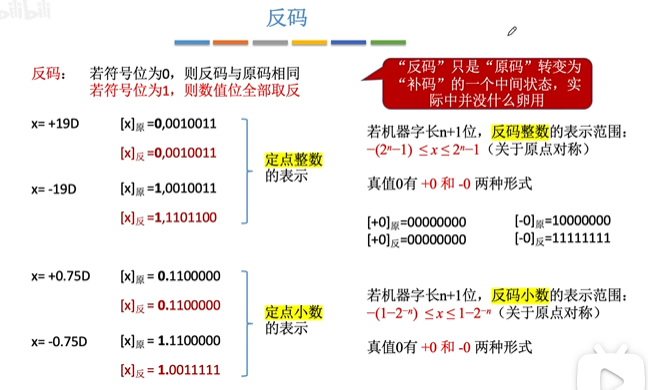 bilibili
反码
反码： 若符号位为0，则反码与原码相同
若符号位为1，则数值位全部取反
x= +19D [x]原=0,0010011
[x]反=0,0010011
x= -19D [x]原=1,0010011
[x]反=1,1101100
定点整数
的表示
x= +0.75D [x]原 = 0.1100000
[x]反 = 0.1100000
x= -0.75D [x]原 = 1.1100000
[x]反 = 1.0011111
定点小数
的表示
“反码”只是“原码”转变为
“补码”的一个中间状态，实
际中并没什么卵用
若机器字长n+1位，反码整数的表示范围：
−(2ⁿ−1) ≤ x ≤ 2ⁿ−1（关于原点对称）
真值0有 +0 和 -0 两种形式
[+0]原=00000000 [-0]原=10000000
[+0]反=00000000 [-0]反=11111111
若机器字长n+1位，反码小数的表示范围：
−(1−2⁻ⁿ) ≤ x ≤ 1−2⁻ⁿ（关于原点对称）
真值0有 +0 和 -0 两种形式